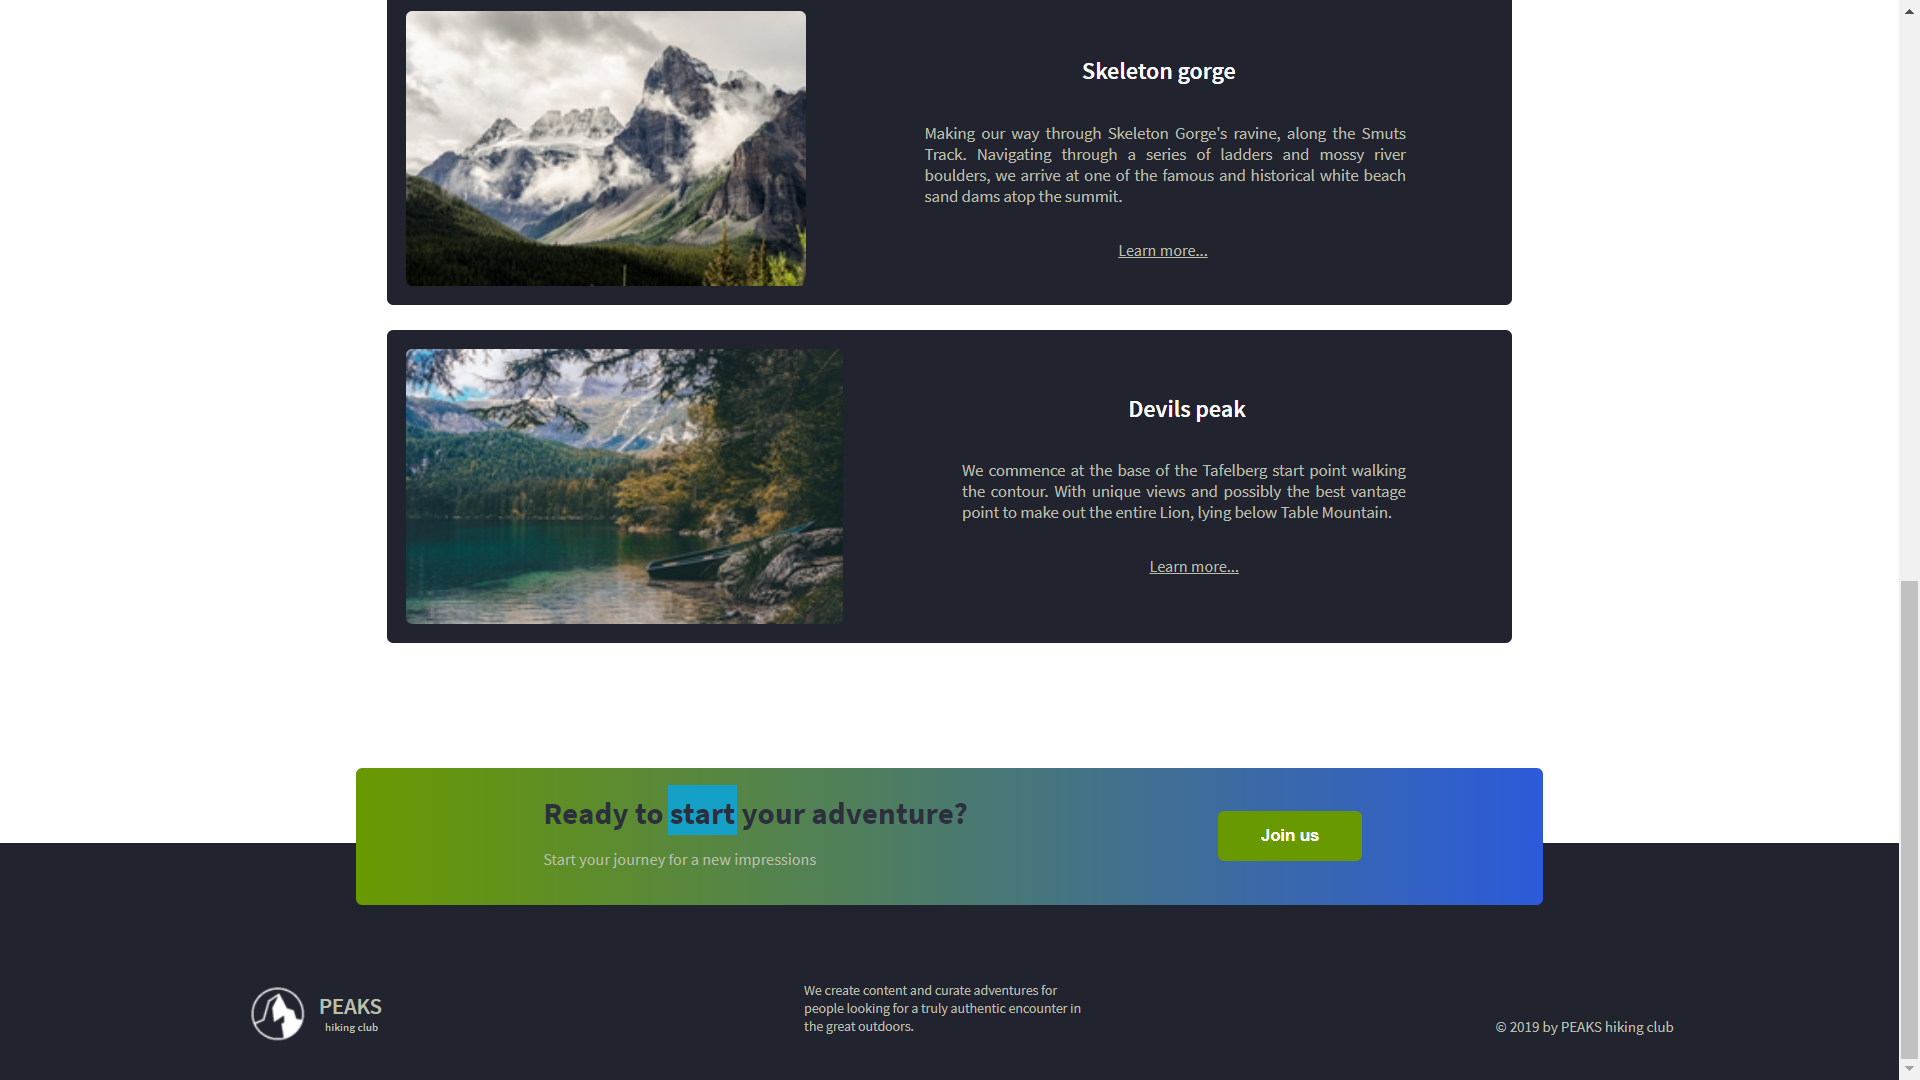 Skeleton gorge
Making our way through Skeleton Gorge's ravine, along the Smuts
Track. Navigating through a series of ladders and mossy river
boulders, we arrive at one of the famous and historical white beach
sand dams atop the summit.
Learn more...
Devils peak
We commence at the base of the Tafelberg start point walking
the contour. With unique views and possibly the best vantage
point to make out the entire Lion, lying below Table Mountain.
Learn more...
Ready to start your adventure?
Start your journey for a new impressions
Join us
PEAKS
hiking club
We create content and curate adventures for
people looking for a truly authentic encounter in
the great outdoors.
© 2019 by PEAKS hiking club